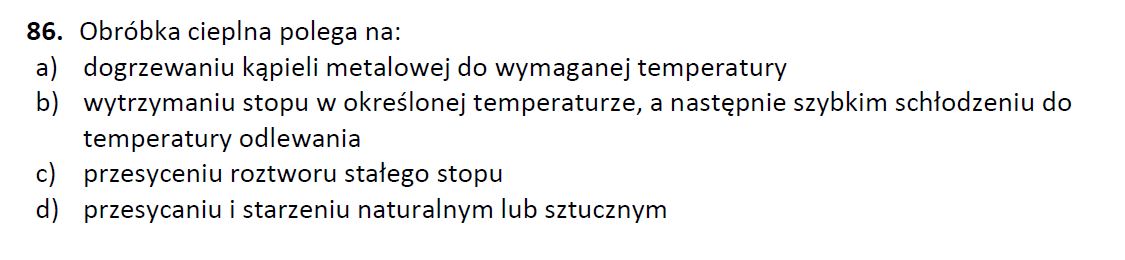 86. Obróbka cieplna polega na:
a) dogrzewaniu kąpieli metalowej do wymaganej temperatury
b) wytrzymaniu stopu w określonej temperaturze, a następnie szybkim schłodzeniu do
temperatury odlewania
c) przesyceniu roztworu stałego stopu
d) przesycaniu i starzeniu naturalnym lub sztucznym